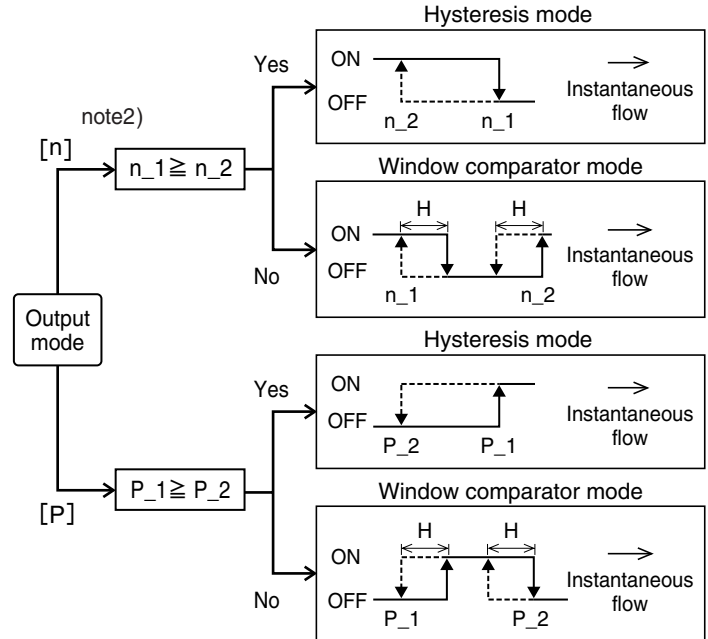 Hysteresis mode
Yes
ON
OFF
n_2
n_1
Instantaneous
flow
note2)
[n]
n_1≧ n_2
Window comparator mode
H
H
ON
OFF
n_1
n_2
Instantaneous
flow
No
Output
mode
Hysteresis mode
Yes
ON
OFF
P_2
P_1
Instantaneous
flow
[P]
P_1≧ P_2
Window comparator mode
H
H
ON
OFF
P_1
P_2
Instantaneous
flow
No